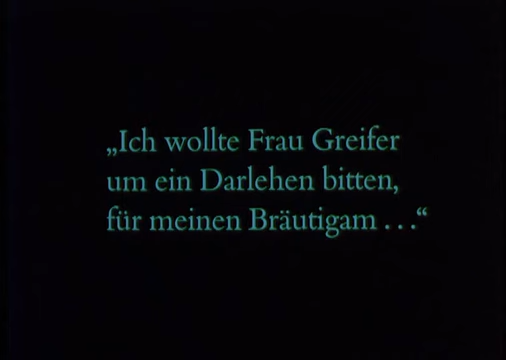 „Ich wollte Frau Greifer
um ein Darlehen bitten,
für meinen Bräutigam . . .“